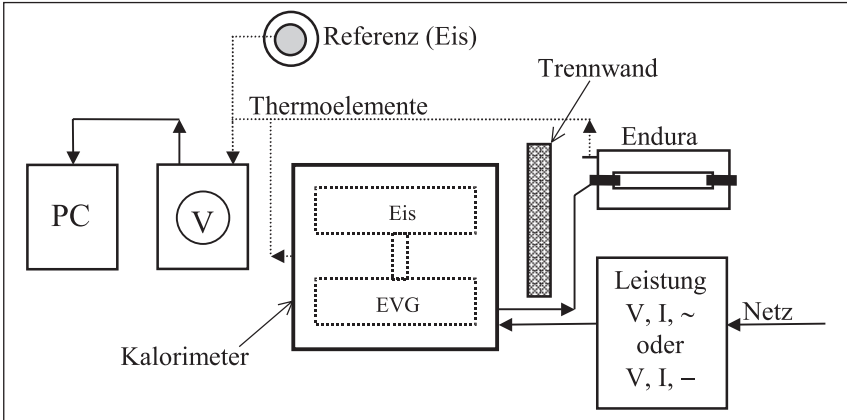 Referenz (Eis)
Trennwand
Thermoelemente
Endura
PC
V
Eis
EVG
Leistung
V, I, ~
oder
V, I, –
Netz
Kalorimeter